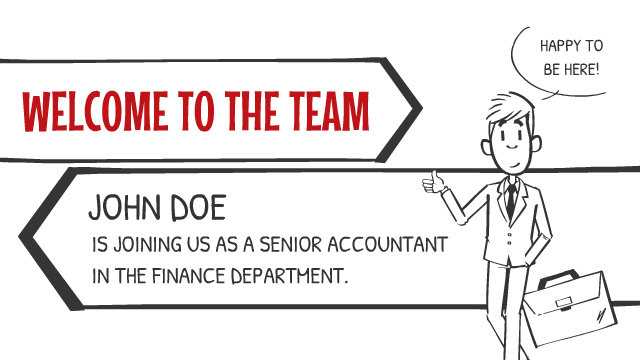 WELCOME TO THE TEAM
HAPPY TO
BE HERE!
JOHN DOE
IS JOINING US AS A SENIOR ACCOUNTANT
IN THE FINANCE DEPARTMENT.